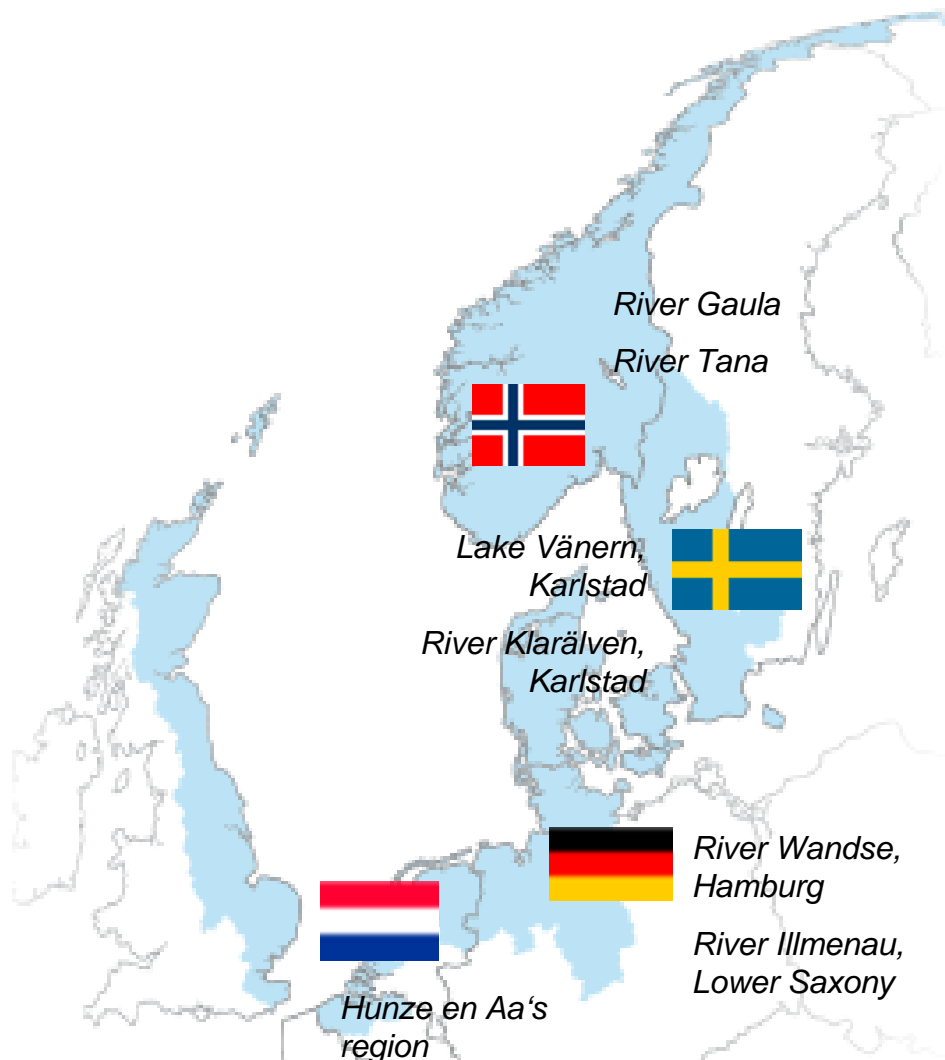 River Gaula
River Tana
Lake Vänern,
Karlstad
River Klarälven,
Karlstad
River Wandse,
Hamburg
River Illmenau,
Lower Saxony
Hunze en Aa‘s
region